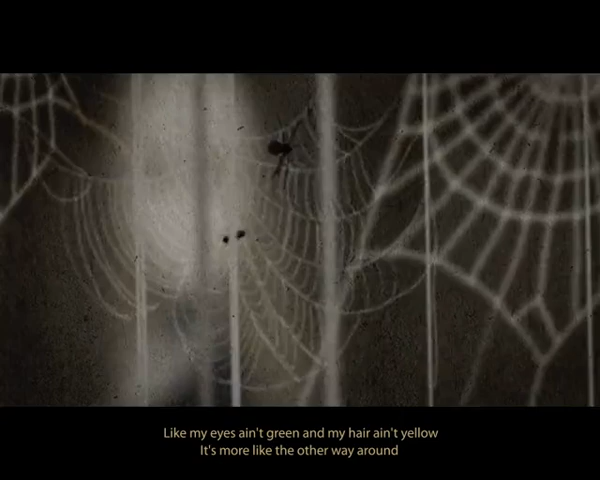 Like my eyes ain't green and my hair ain't yellow
It's more like the other way around